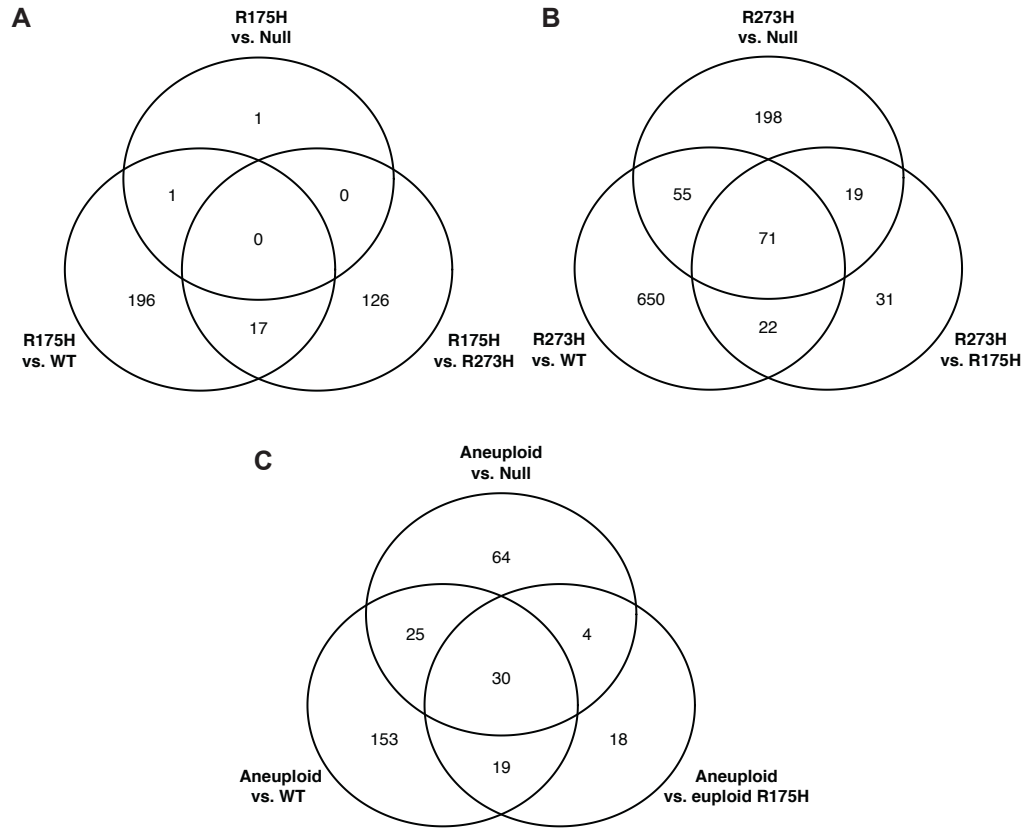 A
R175H
vs. Null
1
1
0
0
196
126
17
R175H
vs. WT
R175H
vs. R273H
B
R273H
vs. Null
198
55
19
71
650
31
22
R273H
vs. WT
R273H
vs. R175H
C
Aneuploid
vs. Null
64
25
4
30
153
18
19
Aneuploid
vs. WT
Aneuploid
vs. euploid R175H